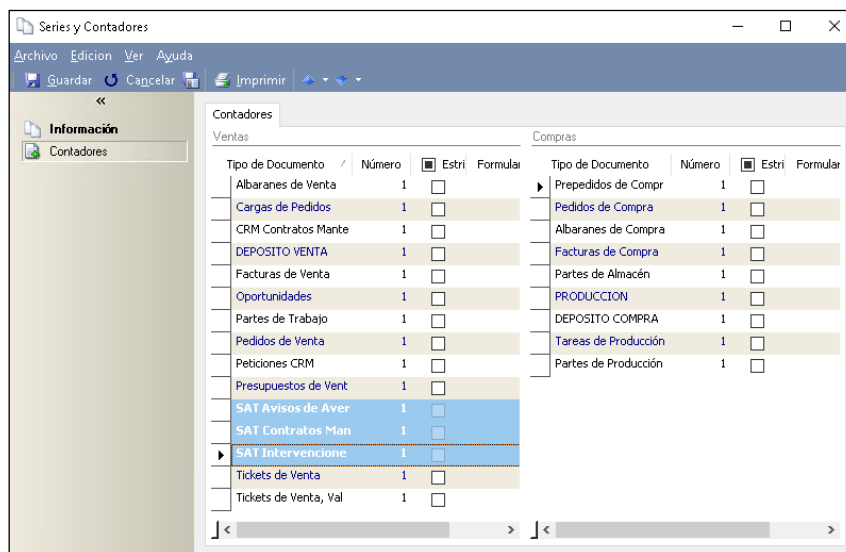 Series y Contadores
Archivo Edicion Ver Ayuda
Guardar Cancelar Imprimir
«
Información
Contadores
Contadores
Ventas
Tipo de Documento / Número Estri Formular
Albaranes de Venta 1
Cargas de Pedidos 1
CRM Contratos Mante 1
DEPOSITO VENTA 1
Facturas de Venta 1
Oportunidades 1
Partes de Trabajo 1
Pedidos de Venta 1
Peticiones CRM 1
Presupuestos de Vent 1
SAT Avisos de Aver 1
SAT Contratos Man 1
SAT Intervencione 1
Tickets de Venta 1
Tickets de Venta, Val 1
Compras
Tipo de Documento Número Estri Formular
Prepedidos de Compr 1
Pedidos de Compra 1
Albaranes de Compra 1
Facturas de Compra 1
Partes de Almacén 1
PRODUCCION 1
DEPOSITO COMPRA 1
Tareas de Producción 1
Partes de Producción 1